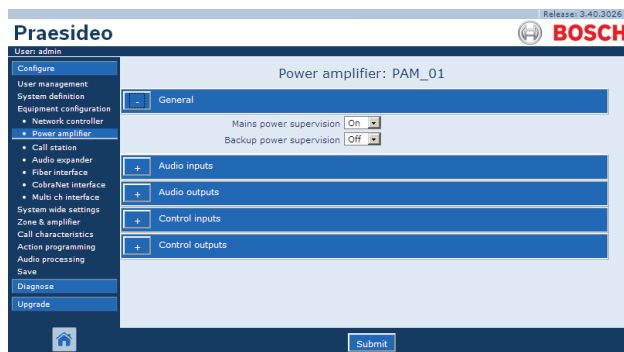 Release: 3.40.3026
Praesideo
BOSCH
User: admin
Configure
User management
System definition
Equipment configuration
• Network controller
• Power amplifier
• Call station
• Audio expander
• Fiber interface
• CobraNet interface
• Multi ch interface
System wide settings
Zone & amplifier
Call characteristics
Action programming
Audio processing
Save
Diagnose
Upgrade
Power amplifier: PAM_01
- General
Mains power supervision On
Backup power supervision Off
+ Audio inputs
+ Audio outputs
+ Control inputs
+ Control outputs
Submit